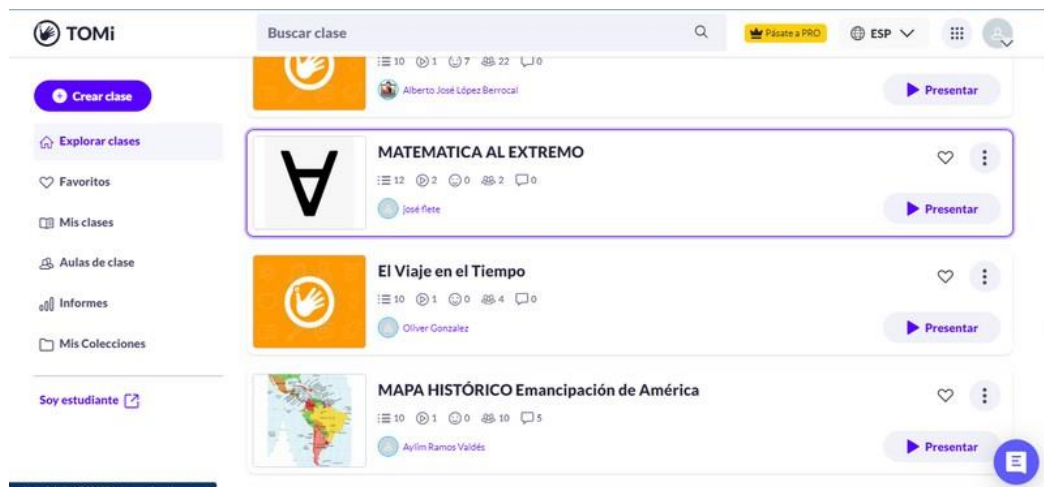 TOMi
Buscar clase
Pásate a PRO
ESP
Crear clase
Explorar clases
Favoritos
Mis clases
Aulas de clase
Informes
Mis Colecciones
Soy estudiante
10 1 7 22 0
Alberto José López Berrocal
Presentar
MATEMATICA AL EXTREMO
12 2 0 2 0
josé flete
Presentar
El Viaje en el Tiempo
10 1 0 4 0
Oliver Gonzalez
Presentar
MAPA HISTÓRICO Emancipación de América
10 1 0 10 5
Aylim Ramos Valdés
Presentar